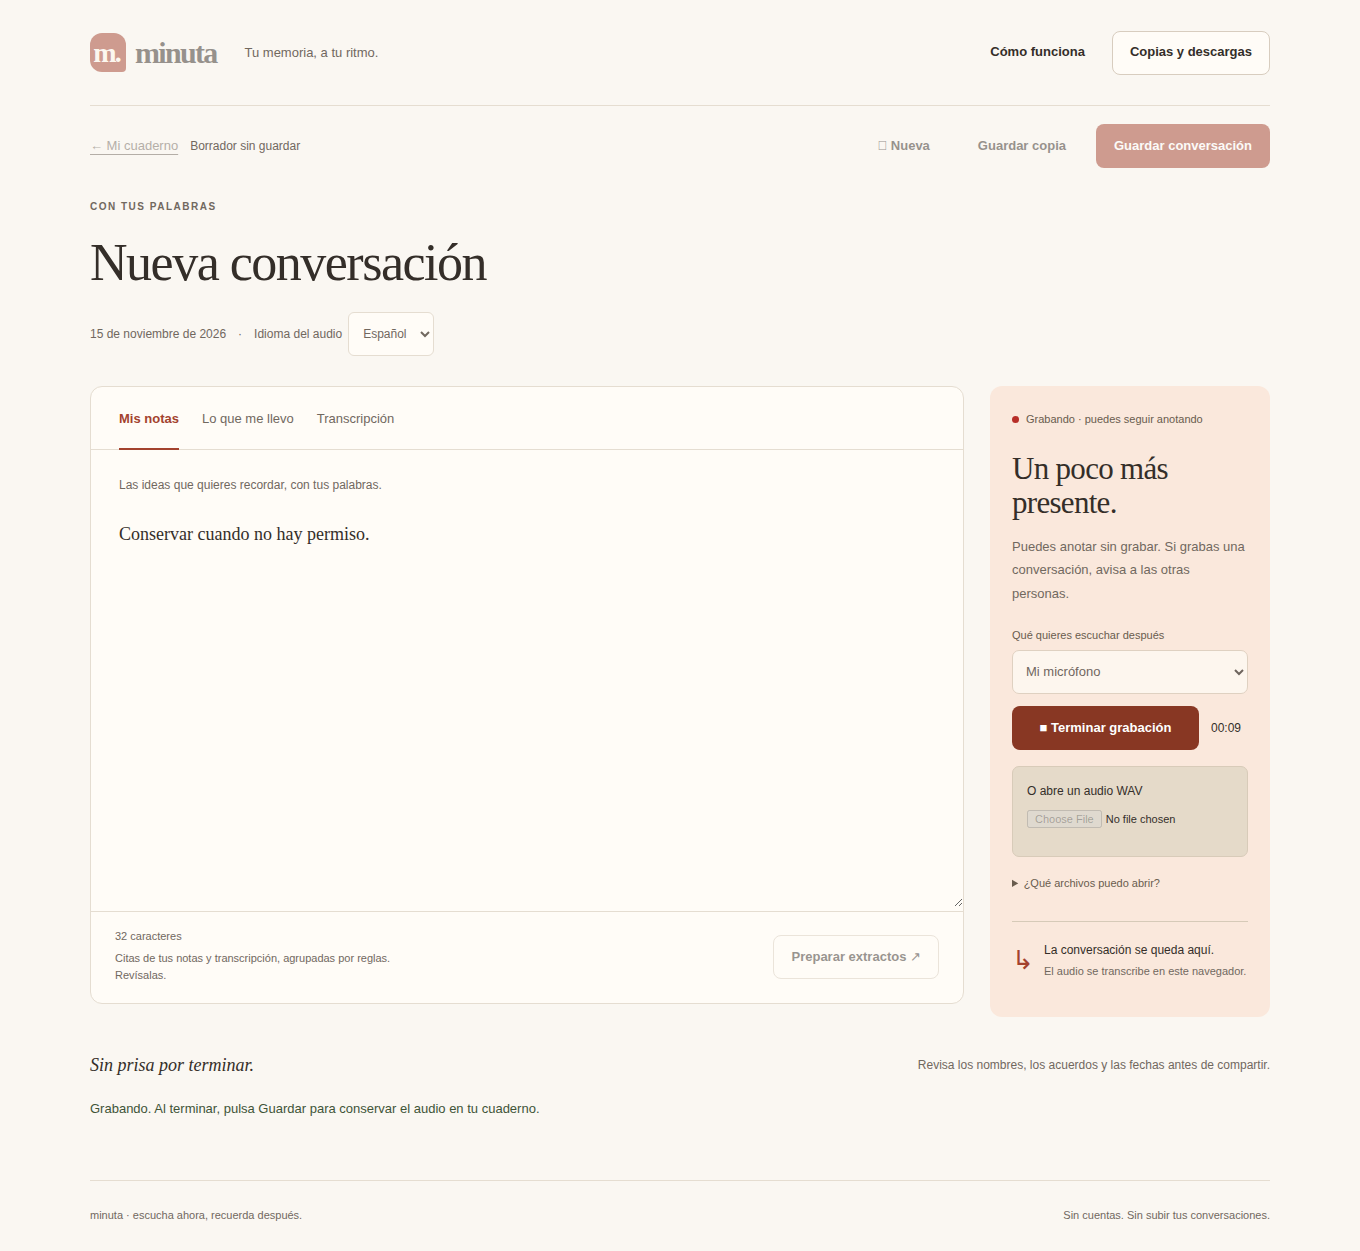 m. minuta
Tu memoria, a tu ritmo.
Cómo funciona
Copias y descargas
← Mi cuaderno
Borrador sin guardar
Nueva
Guardar copia
Guardar conversación
CON TUS PALABRAS
Nueva conversación
15 de noviembre de 2026 · Idioma del audio
Español
Mis notas
Lo que me llevo
Transcripción
Las ideas que quieres recordar, con tus palabras.
Conservar cuando no hay permiso.
32 caracteres
Citas de tus notas y transcripción, agrupadas por reglas.
Revísalas.
Preparar extractos ↗
Grabando · puedes seguir anotando
Un poco más
presente.
Puedes anotar sin grabar. Si grabas una
conversación, avisa a las otras
personas.
Qué quieres escuchar después
Mi micrófono
■ Terminar grabación
00:09
O abre un audio WAV
Choose File No file chosen
▶ ¿Qué archivos puedo abrir?
↳ La conversación se queda aquí.
El audio se transcribe en este navegador.
Sin prisa por terminar.
Revisa los nombres, los acuerdos y las fechas antes de compartir.
Grabando. Al terminar, pulsa Guardar para conservar el audio en tu cuaderno.
minuta · escucha ahora, recuerda después.
Sin cuentas. Sin subir tus conversaciones.